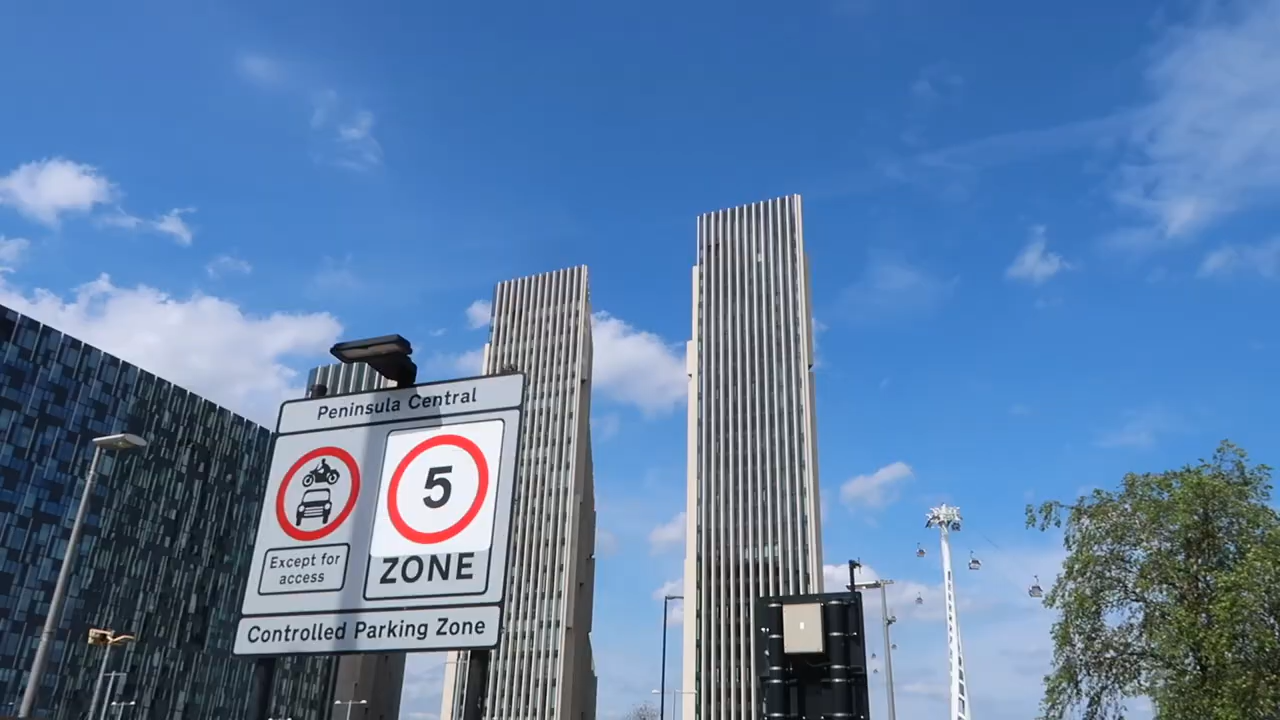 Peninsula Central
5
ZONE
Except for
access
Controlled Parking Zone